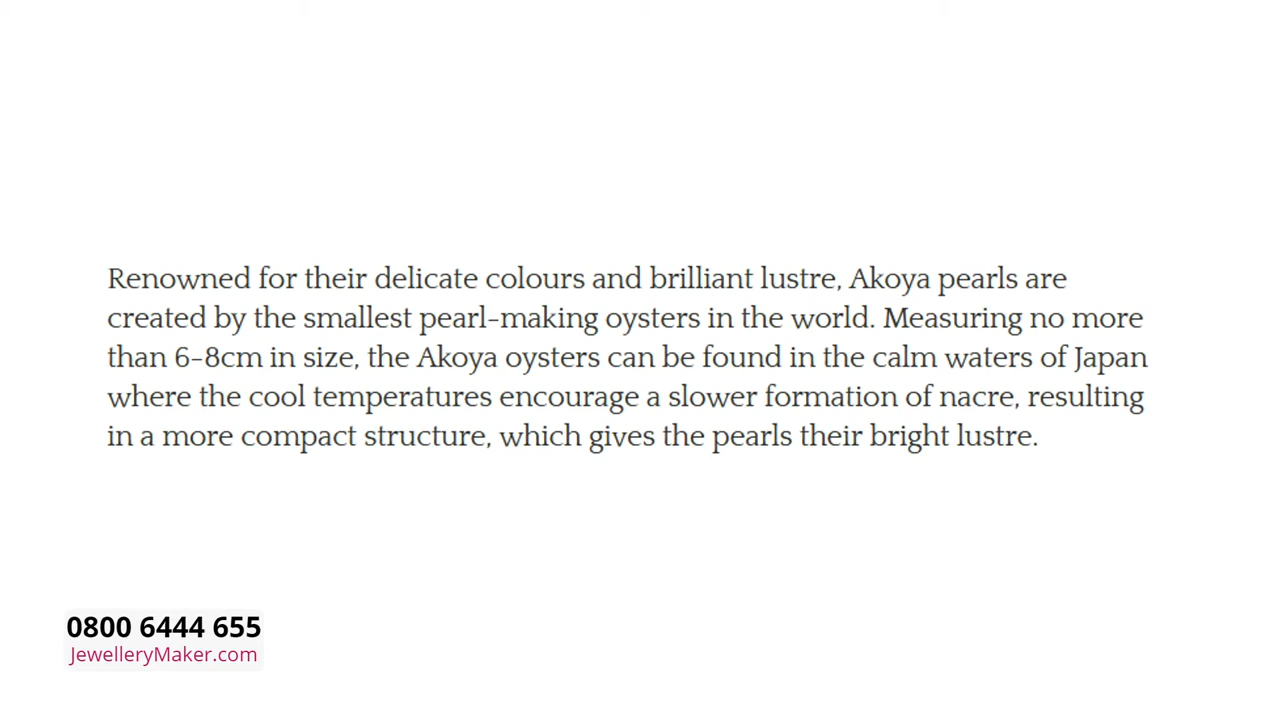 Renowned for their delicate colours and brilliant lustre, Akoya pearls are
created by the smallest pearl-making oysters in the world. Measuring no more
than 6-8cm in size, the Akoya oysters can be found in the calm waters of Japan
where the cool temperatures encourage a slower formation of nacre, resulting
in a more compact structure, which gives the pearls their bright lustre.
0800 6444 655
JewelleryMaker.com